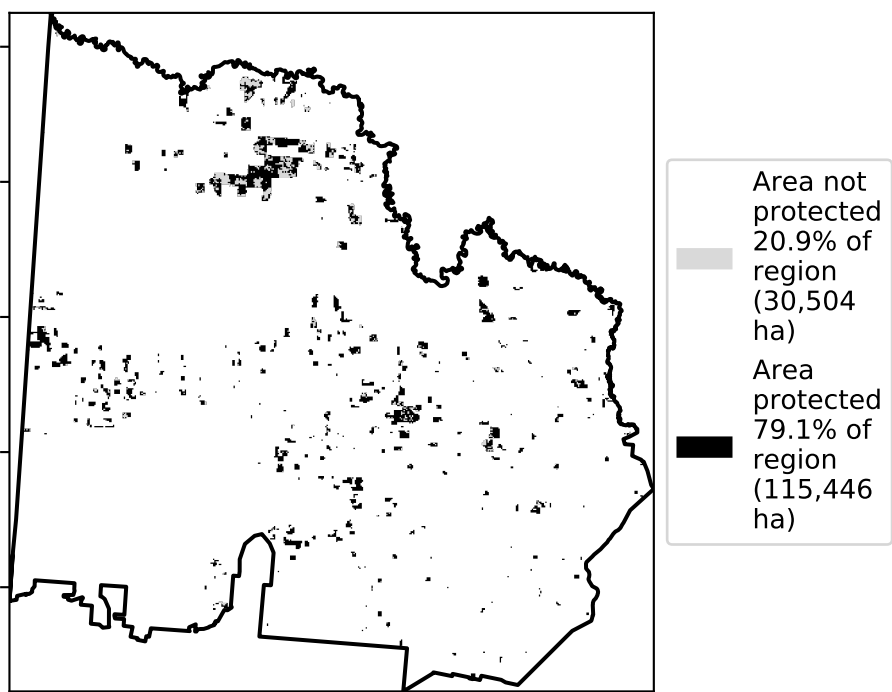 Area not
protected
20.9% of
region
(30,504
ha)
Area
protected
79.1% of
region
(115,446
ha)